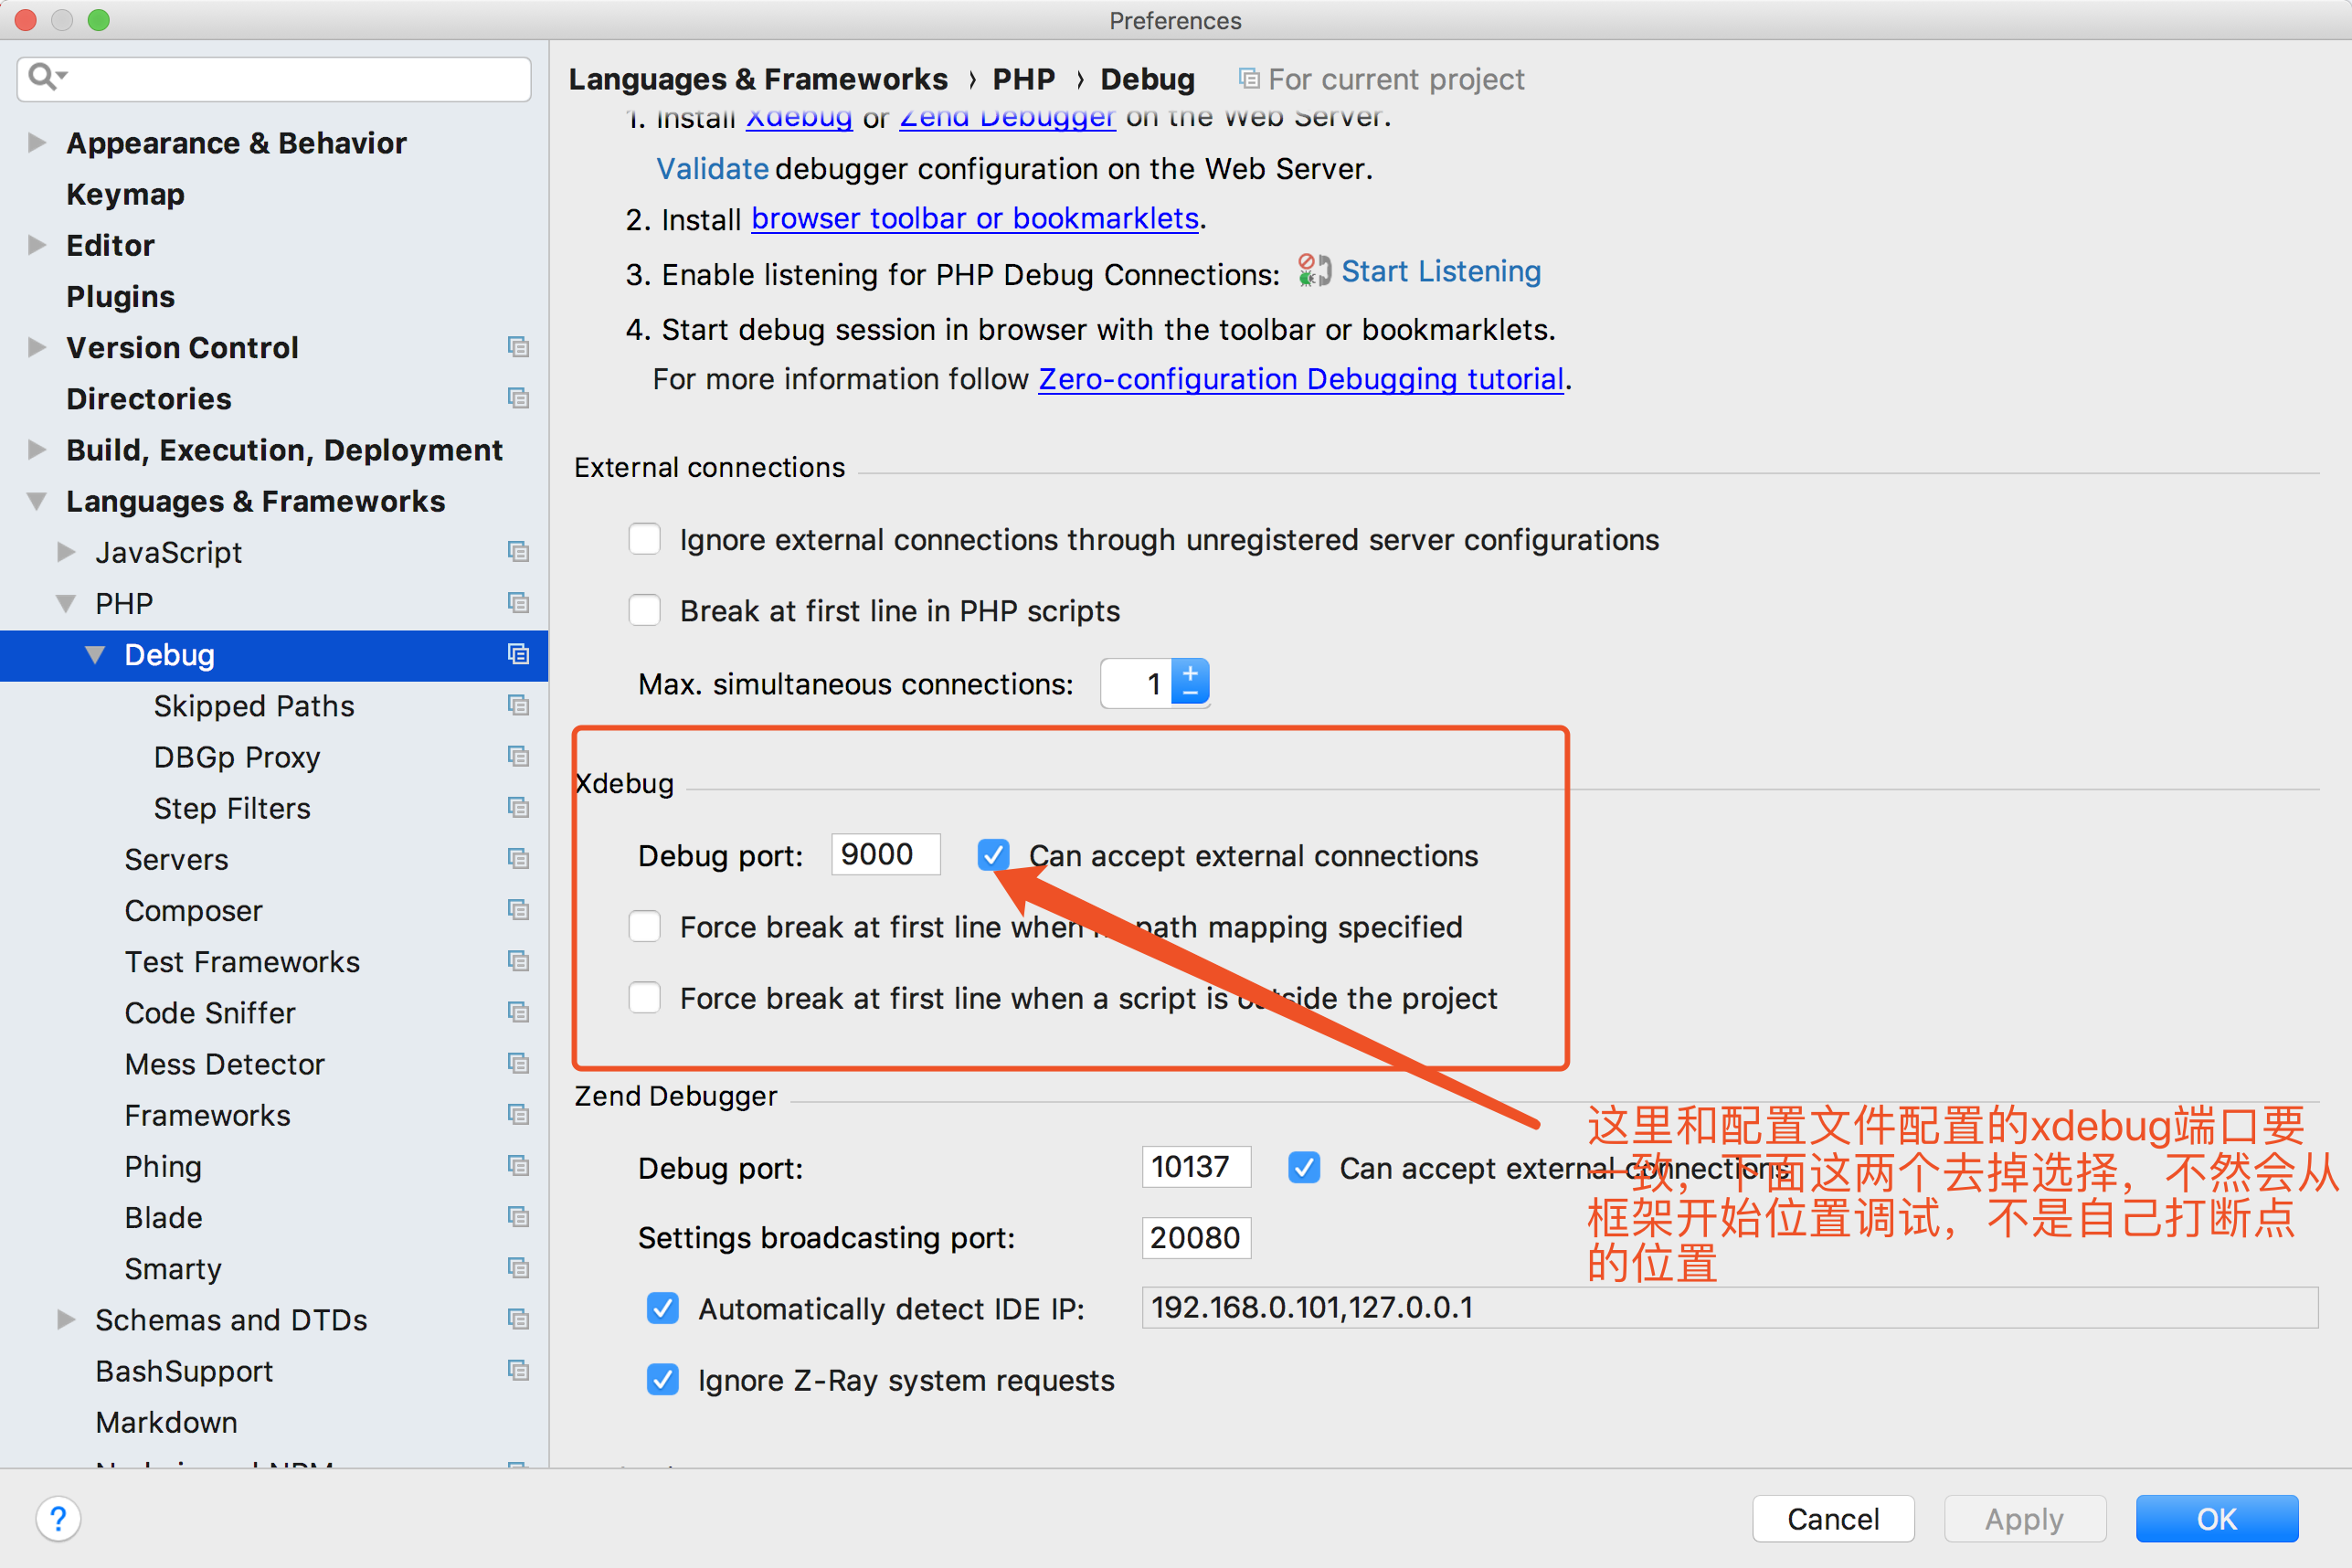 Preferences
Languages & Frameworks › PHP › Debug For current project
Appearance & Behavior
Keymap
Editor
Plugins
Version Control
Directories
Build, Execution, Deployment
Languages & Frameworks
JavaScript
PHP
Debug
Skipped Paths
DBGp Proxy
Step Filters
Servers
Composer
Test Frameworks
Code Sniffer
Mess Detector
Frameworks
Phing
Blade
Smarty
Schemas and DTDs
BashSupport
Markdown
1. Install Xdebug or Zend Debugger on the Web Server.
Validate debugger configuration on the Web Server.
2. Install browser toolbar or bookmarklets.
3. Enable listening for PHP Debug Connections: Start Listening
4. Start debug session in browser with the toolbar or bookmarklets.
For more information follow Zero-configuration Debugging tutorial.
External connections
Ignore external connections through unregistered server configurations
Break at first line in PHP scripts
Max. simultaneous connections: 1
Xdebug
Debug port: 9000 Can accept external connections
Force break at first line when path mapping specified
Force break at first line when a script is outside the project
Zend Debugger
Debug port: 10137 Can accept external connections
Settings broadcasting port: 20080
Automatically detect IDE IP: 192.168.0.101,127.0.0.1
Ignore Z-Ray system requests
这里和配置文件配置的xdebug端口要
一致，下面这两个去掉选择，不然会从
框架开始位置调试，不是自己打断点
的位置
?
Cancel
Apply
OK